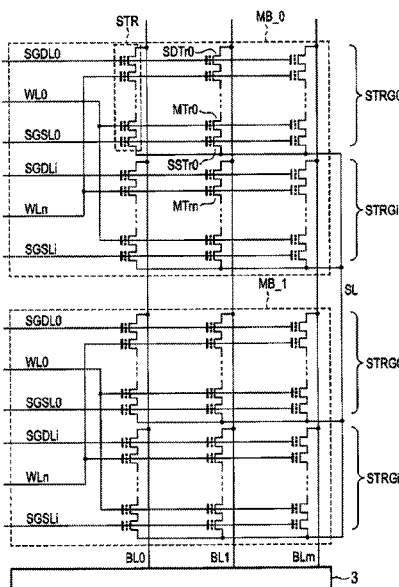 STR
MB_0
SGDL0
SDTr0
WL0
MTr0
STRG0
SGSL0
SSTr0
SGDLi
MTrn
WLn
STRGi
SGSLi
SL
MB_1
SGDL0
WL0
STRG0
SGSL0
SGDLi
WLn
STRGi
SGSLi
BL0
BL1
BLm
3